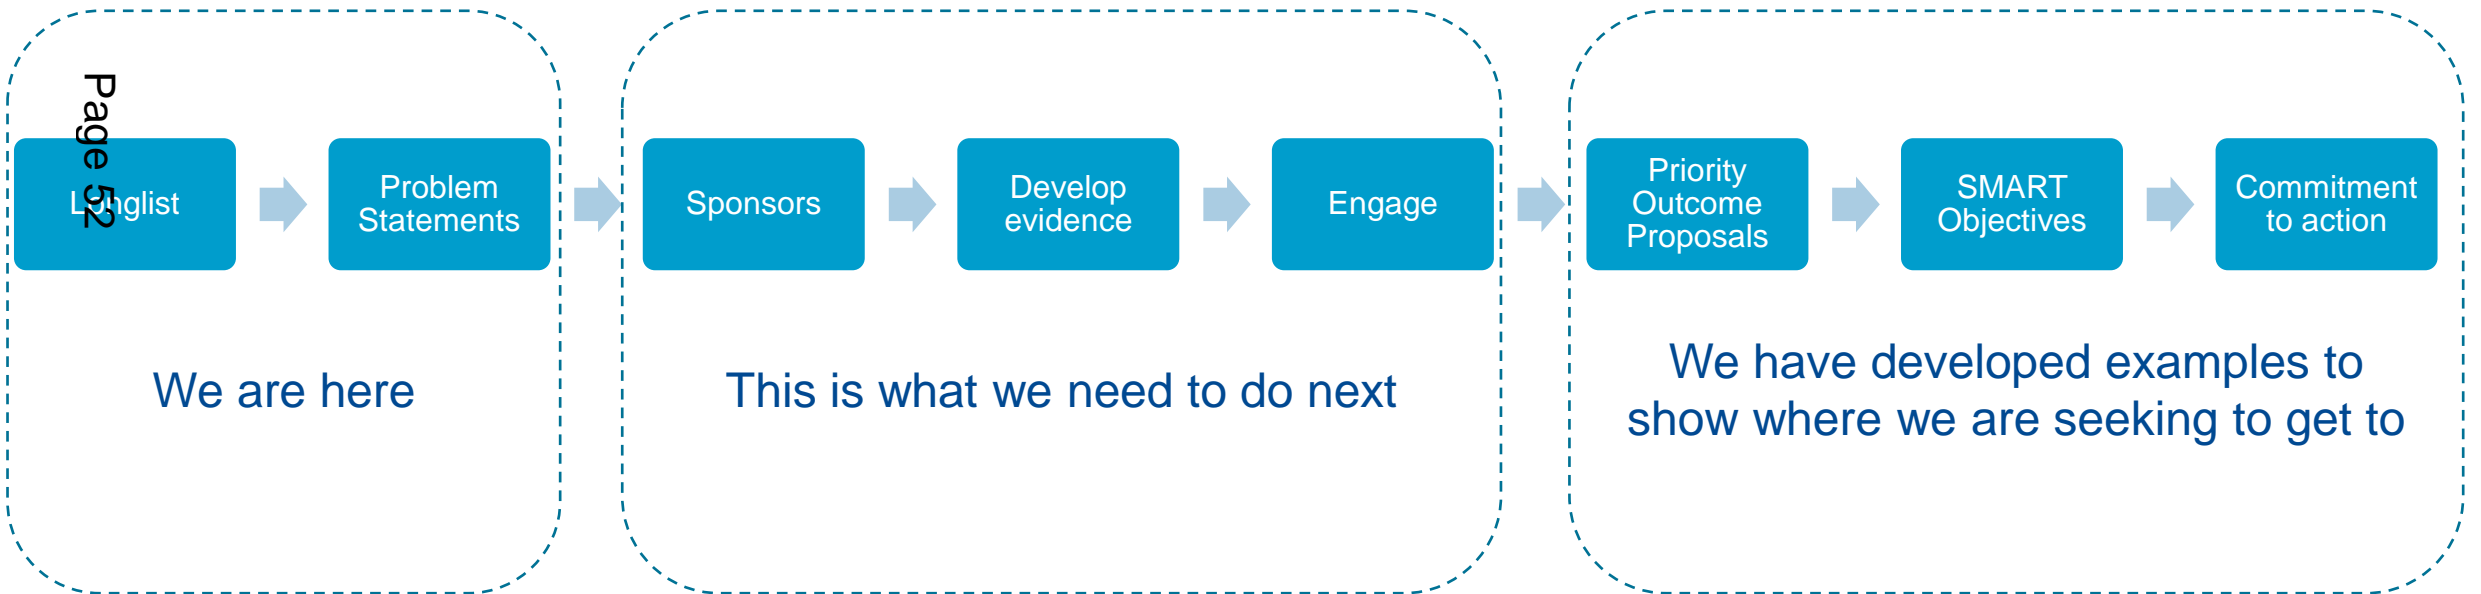 Page 52
Longlist
Problem
Statements
Sponsors
Develop
evidence
Engage
Priority
Outcome
Proposals
SMART
Objectives
Commitment
to action
We are here
This is what we need to do next
We have developed examples to
show where we are seeking to get to